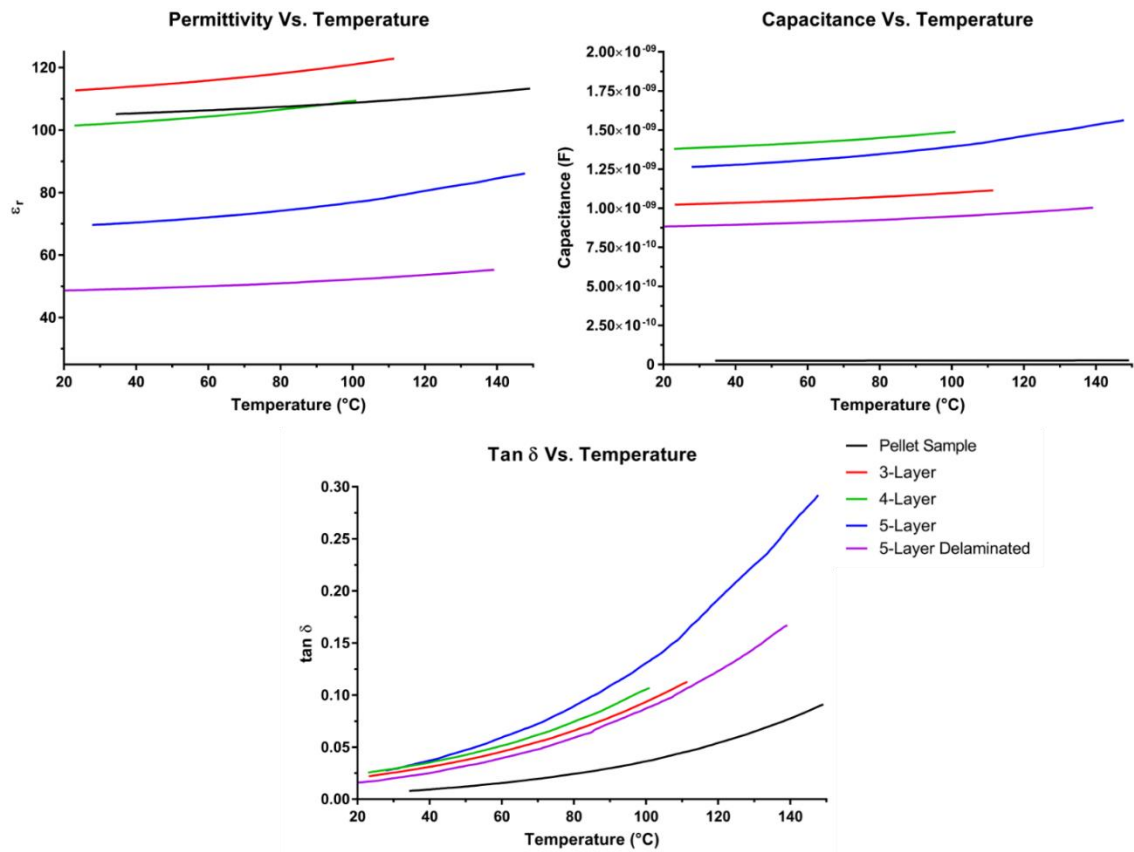 Permittivity Vs. Temperature
120
100
80
60
40
εr
20 40 60 80 100 120 140
Temperature (°C)
Capacitance Vs. Temperature
2.00×10-09
1.75×10-09
1.50×10-09
1.25×10-09
1.00×10-09
7.50×10-10
5.00×10-10
2.50×10-10
0
Capacitance (F)
20 40 60 80 100 120 140
Temperature (°C)
Tan δ Vs. Temperature
0.30
0.25
0.20
0.15
0.10
0.05
0.00
tan δ
20 40 60 80 100 120 140
Temperature (°C)
Pellet Sample
3-Layer
4-Layer
5-Layer
5-Layer Delaminated